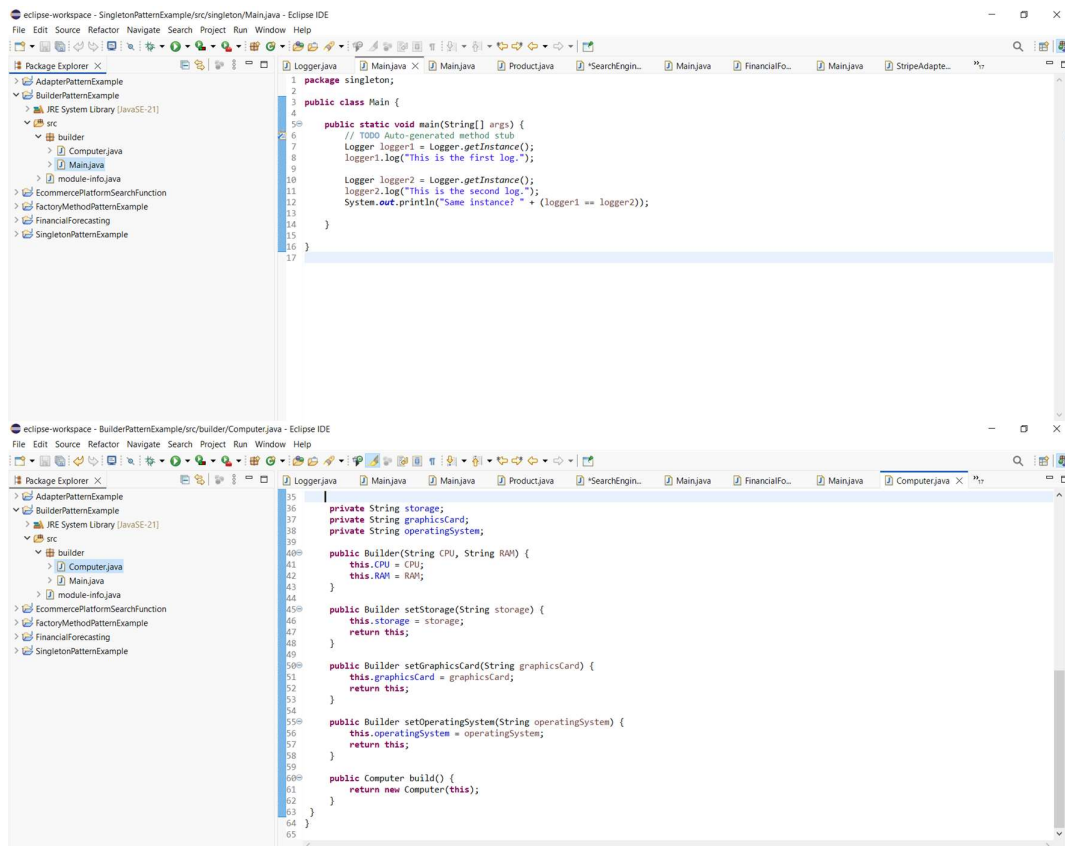 eclipse-workspace - SingletonPatternExample/src/singleton/Main.java - Eclipse IDE
File Edit Source Refactor Navigate Search Project Run Window Help
Package Explorer
Logger.java Main.java Main.java Product.java *SearchEngin... Main.java FinancialFo... Main.java StripeAdapte... 17
AdapterPatternExample
BuilderPatternExample
JRE System Library [JavaSE-21]
src
builder
Computer.java
Main.java
module-info.java
EcommercePlatformSearchFunction
FactoryMethodPatternExample
FinancialForecasting
SingletonPatternExample
1 package singleton;
2
3 public class Main {
4
5 public static void main(String[] args) {
6 // TODO Auto-generated method stub
7 Logger logger1 = Logger.getInstance();
8 logger1.log("This is the first log.");
9
10 Logger logger2 = Logger.getInstance();
11 logger2.log("This is the second log.");
12 System.out.println("Same instance? " + (logger1 == logger2));
13
14 }
15
16 }
17
eclipse-workspace - BuilderPatternExample/src/builder/Computer.java - Eclipse IDE
File Edit Source Refactor Navigate Search Project Run Window Help
Package Explorer
Logger.java Main.java Main.java Product.java *SearchEngin... Main.java FinancialFo... Main.java Computer.java 17
AdapterPatternExample
BuilderPatternExample
JRE System Library [JavaSE-21]
src
builder
Computer.java
Main.java
module-info.java
EcommercePlatformSearchFunction
FactoryMethodPatternExample
FinancialForecasting
SingletonPatternExample
35
36 private String storage;
37 private String graphicsCard;
38 private String operatingSystem;
39
40 public Builder(String CPU, String RAM) {
41 this.CPU = CPU;
42 this.RAM = RAM;
43 }
44
45 public Builder setStorage(String storage) {
46 this.storage = storage;
47 return this;
48 }
49
50 public Builder setGraphicsCard(String graphicsCard) {
51 this.graphicsCard = graphicsCard;
52 return this;
53 }
54
55 public Builder setOperatingSystem(String operatingSystem) {
56 this.operatingSystem = operatingSystem;
57 return this;
58 }
59
60 public Computer build() {
61 return new Computer(this);
62 }
63 }
64 }
65